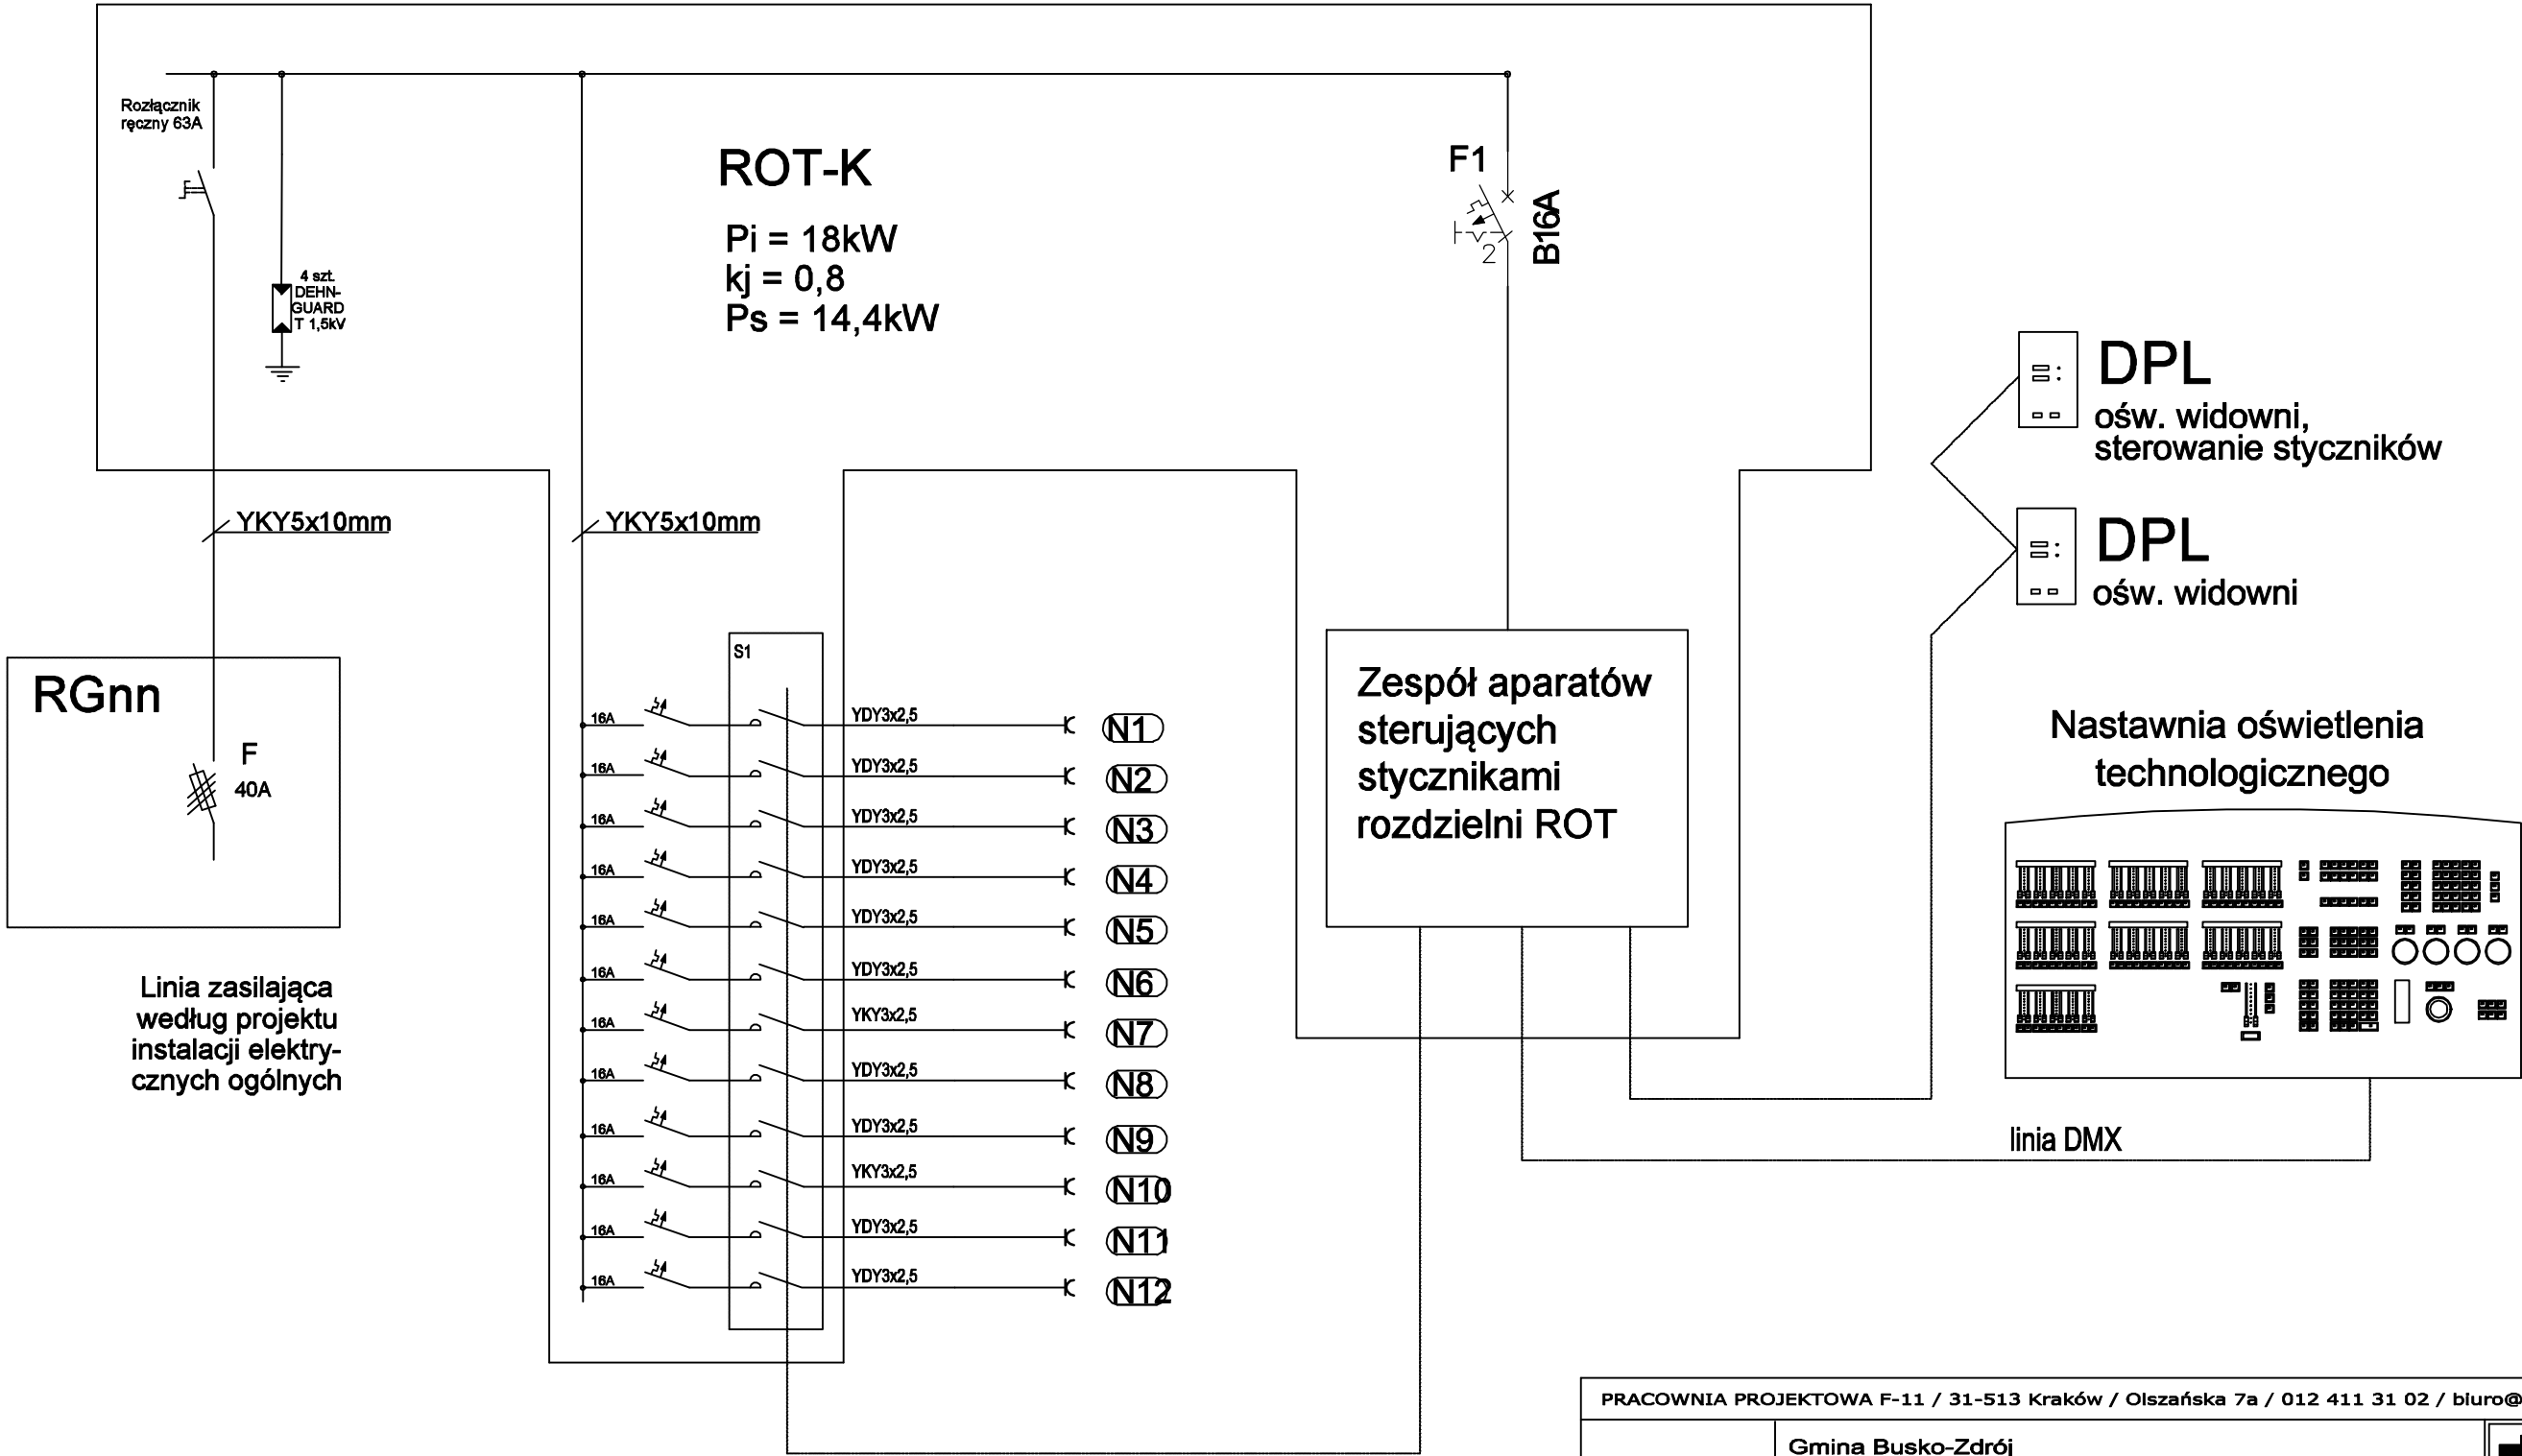 Rozłącznik
ręczny 63A
4 szt.
DEHN-
GUARD
T 1,5kV
ROT-K
Pi = 18kW
kj = 0,8
Ps = 14,4kW
F1
2
B16A
DPL
ośw. widowni,
sterowanie styczników
DPL
ośw. widowni
YKY5x10mm
YKY5x10mm
RGnn
F
40A
Linia zasilająca
według projektu
instalacji elektry-
cznych ogólnych
S1
16A YDY3x2,5 N1
16A YDY3x2,5 N2
16A YDY3x2,5 N3
16A YDY3x2,5 N4
16A YDY3x2,5 N5
16A YDY3x2,5 N6
16A YKY3x2,5 N7
16A YDY3x2,5 N8
16A YDY3x2,5 N9
16A YKY3x2,5 N10
16A YDY3x2,5 N11
16A YDY3x2,5 N12
Zespół aparatów
sterujących
stycznikami
rozdzielni ROT
Nastawnia oświetlenia
technologicznego
linia DMX
PRACOWNIA PROJEKTOWA F-11 / 31-513 Kraków / Olszańska 7a / 012 411 31 02 / biuro@
Gmina Busko-Zdrój